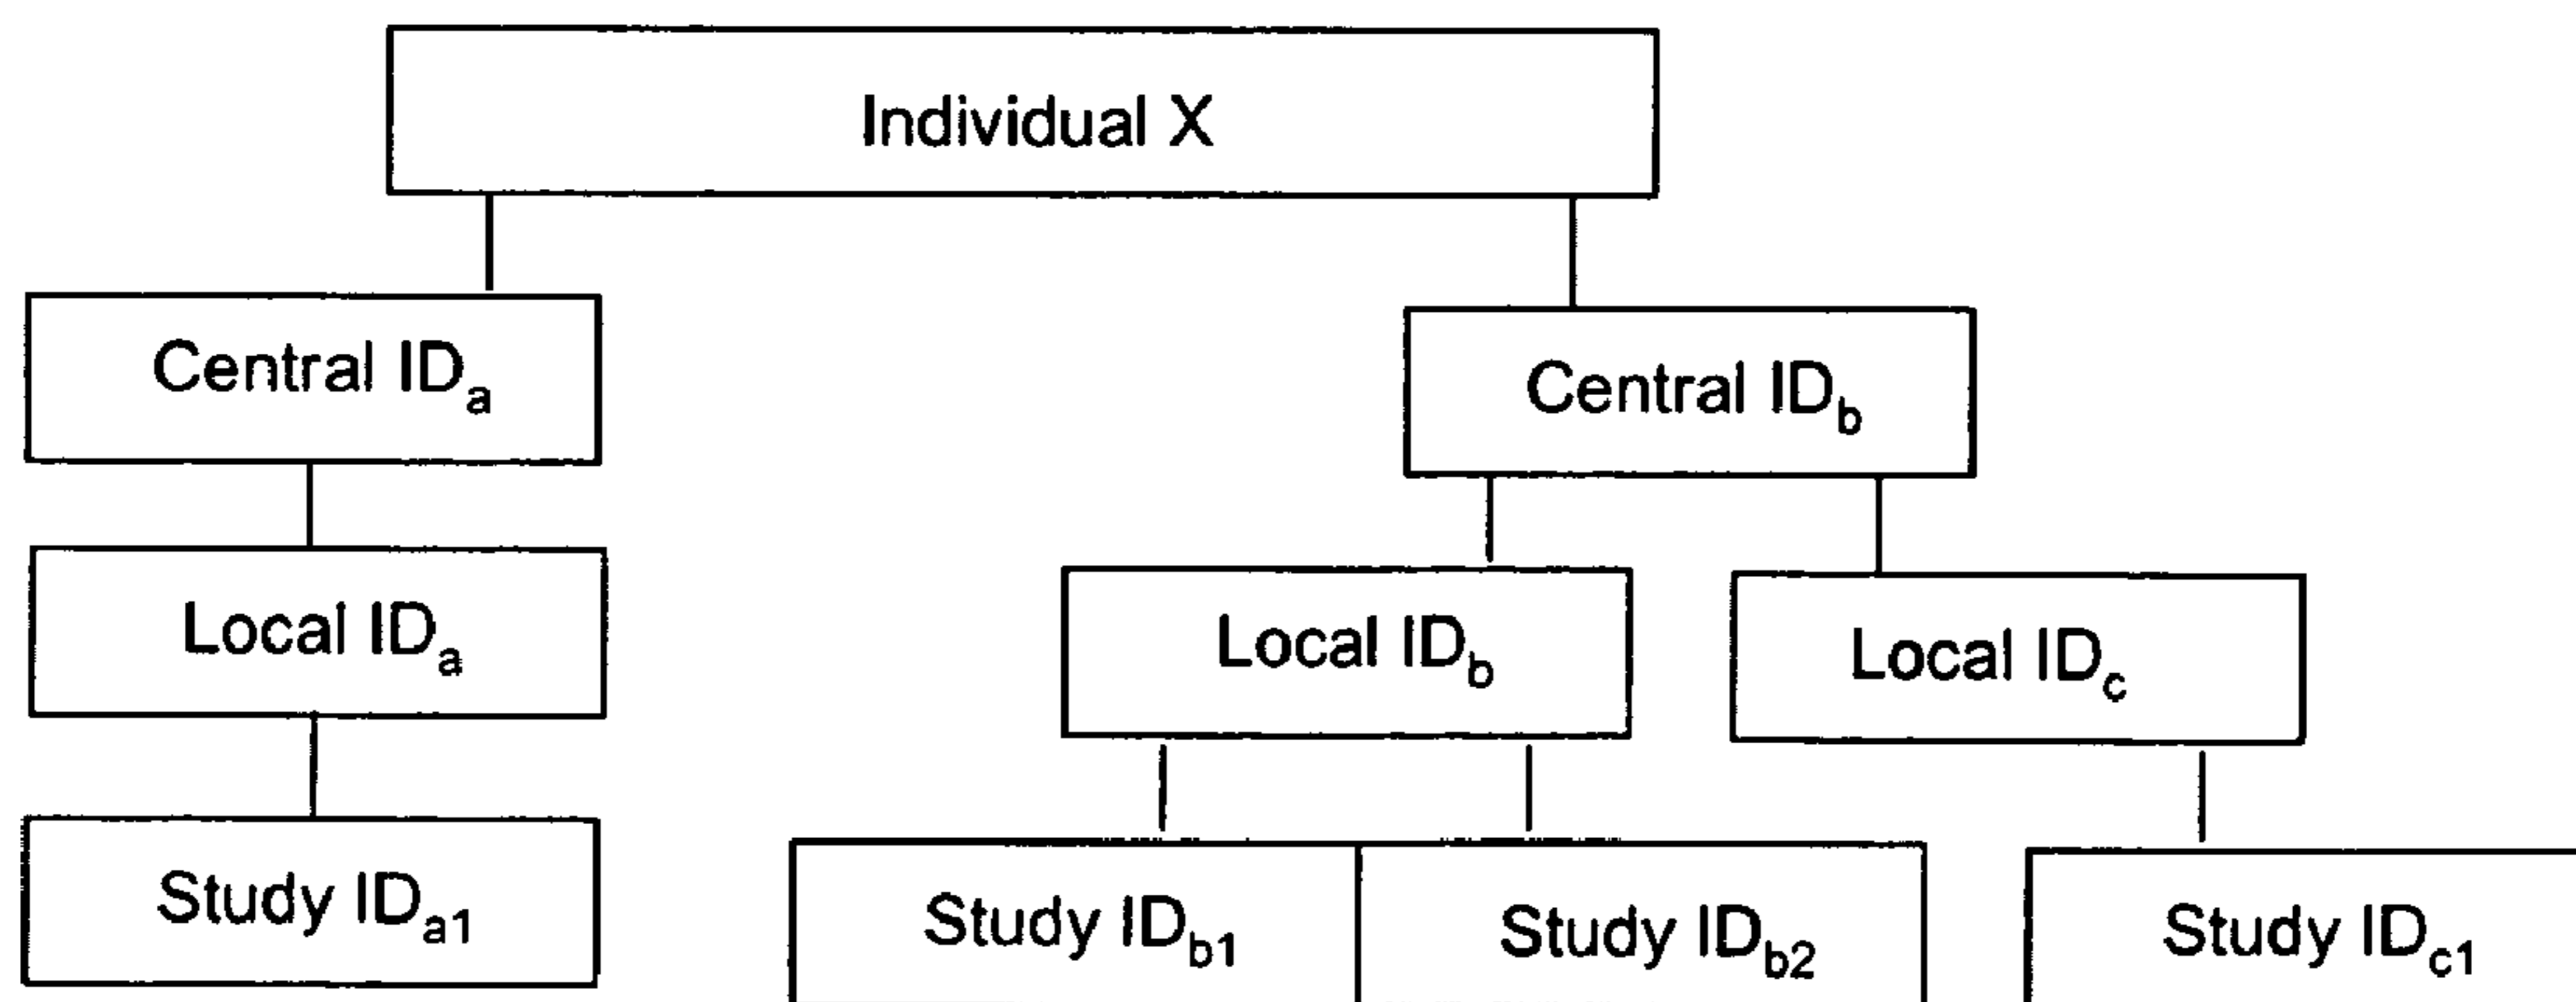 Individual X
Central IDa
Central IDb
Local IDa
Local IDb
Local IDc
Study IDa1
Study IDb1
Study IDb2
Study IDc1